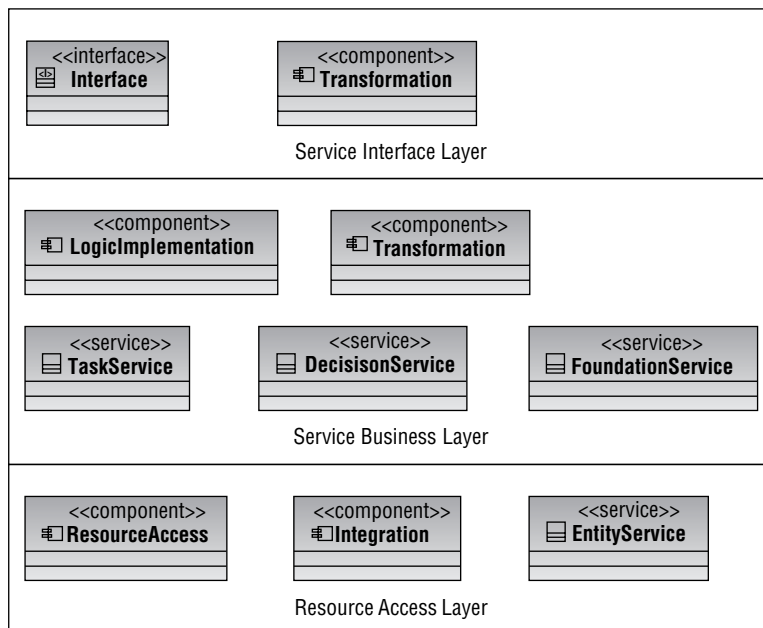 <<interface>>
Interface
<<component>>
Transformation
Service Interface Layer
<<component>>
LogicImplementation
<<component>>
Transformation
<<service>>
TaskService
<<service>>
DecisisonService
<<service>>
FoundationService
Service Business Layer
<<component>>
ResourceAccess
<<component>>
Integration
<<service>>
EntityService
Resource Access Layer